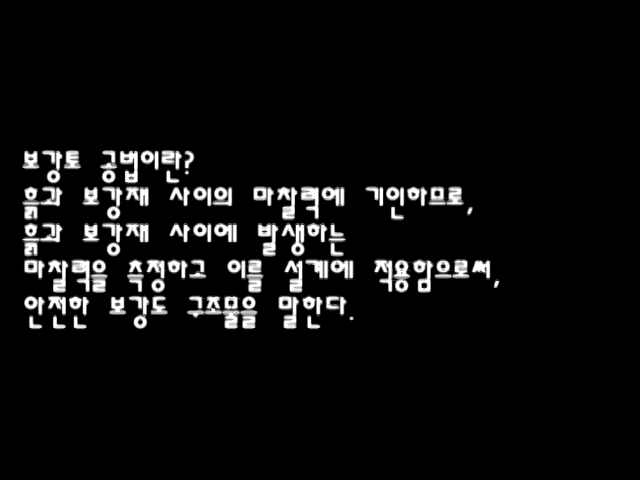 보강토 공법이란?
흙과 보강재 사이의 마찰력에 기인하므로,
흙과 보강재 사이에 발생하는
마찰력을 측정하고 이를 설계에 적용함으로써,
안전한 보강도 구조물을 말한다.